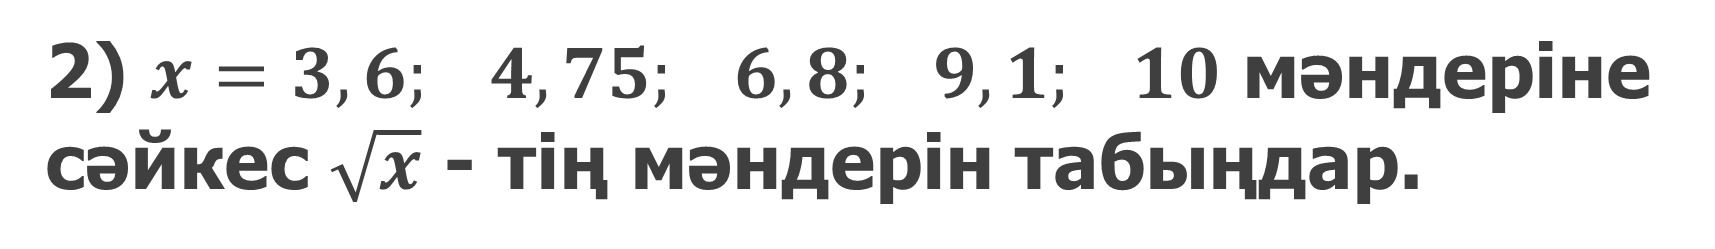 2) x = 3,6; 4,75; 6,8; 9,1; 10 мәндеріне
сәйкес √x - тің мәндерін табыңдар.